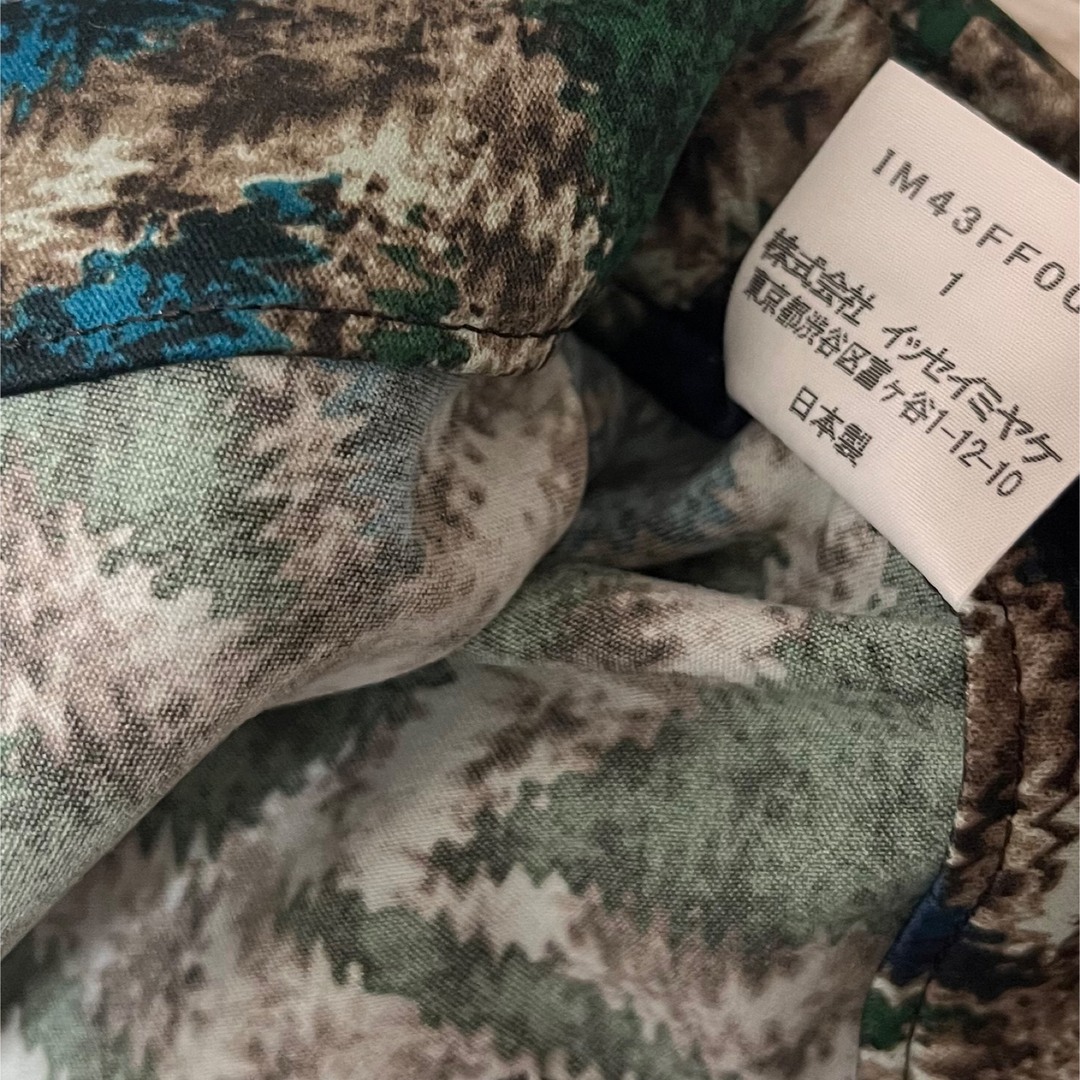 IM43FF0
1
株式会社 イッセイミヤケ
東京都渋谷区富ヶ谷1-12-10
日本製